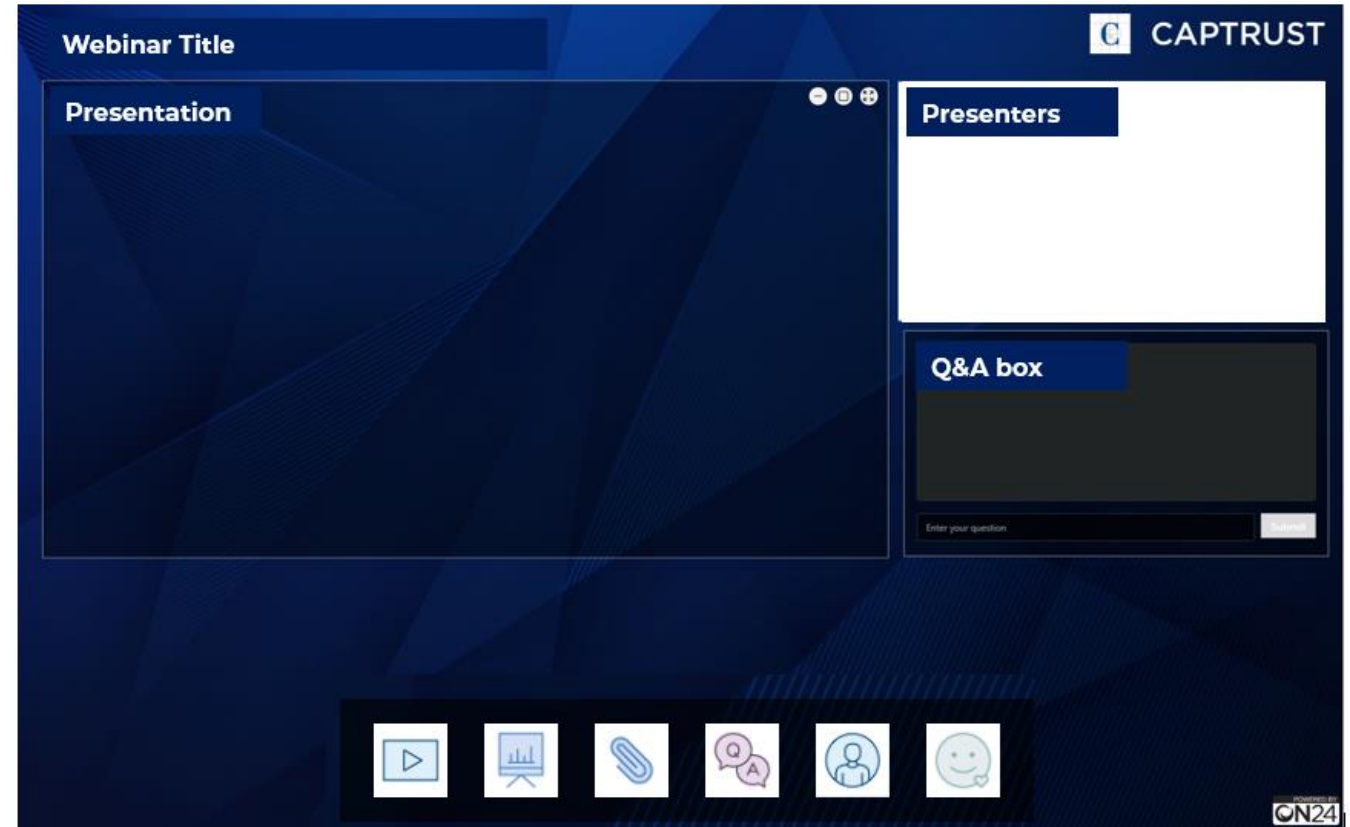 Webinar Title
C CAPTRUST
Presentation
Presenters
Q&A box
Enter your question
Submit
Q
A
POWERED BY
ON24